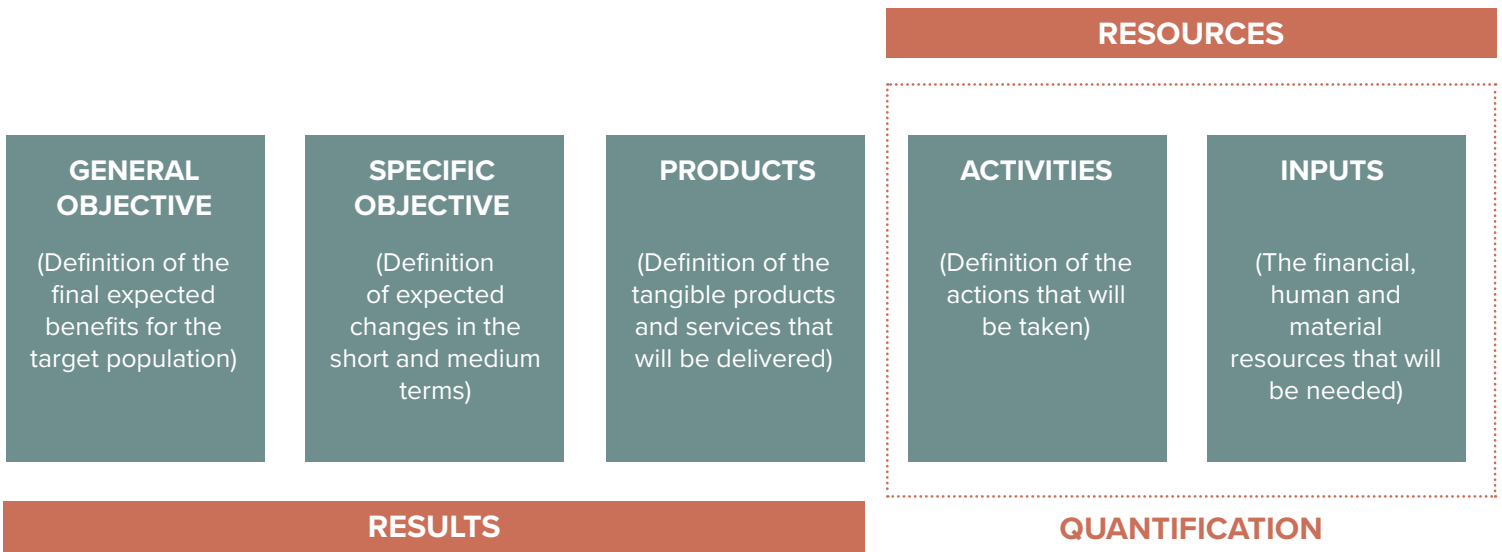 RESOURCES
GENERAL
OBJECTIVE
(Definition of the
final expected
benefits for the
target population)
SPECIFIC
OBJECTIVE
(Definition
of expected
changes in the
short and medium
terms)
PRODUCTS
(Definition of the
tangible products
and services that
will be delivered)
ACTIVITIES
(Definition of the
actions that will
be taken)
INPUTS
(The financial,
human and
material
resources that will
be needed)
RESULTS
QUANTIFICATION